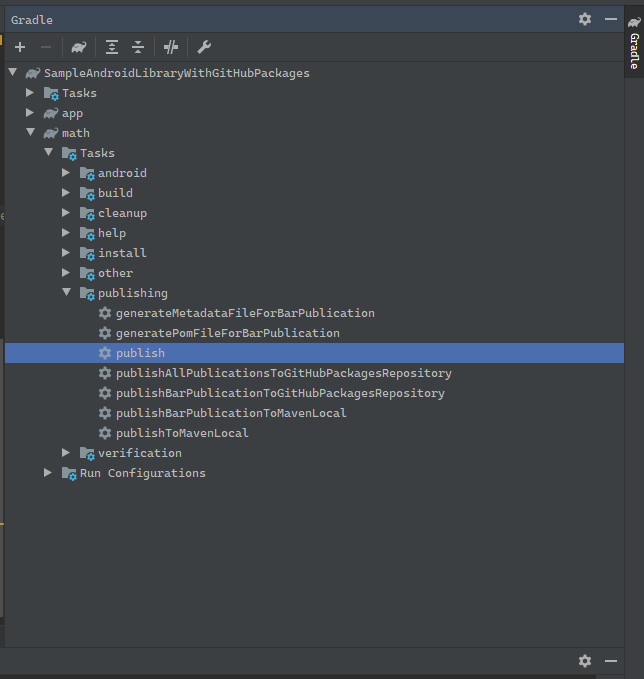 Gradle
Gradle
SampleAndroidLibraryWithGitHubPackages
Tasks
app
math
Tasks
android
build
cleanup
help
install
other
publishing
generateMetadataFileForBarPublication
generatePomFileForBarPublication
publish
publishAllPublicationsToGitHubPackagesRepository
publishBarPublicationToGitHubPackagesRepository
publishBarPublicationToMavenLocal
publishToMavenLocal
verification
Run Configurations